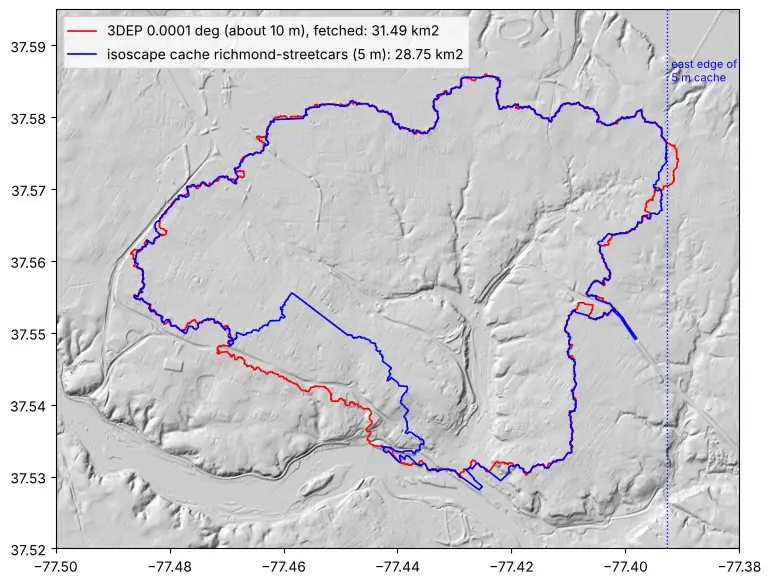 3DEP 0.0001 deg (about 10 m), fetched: 31.49 km2
isoscape cache richmond-streetcars (5 m): 28.75 km2
east edge of
5 m cache
37.59
37.58
37.57
37.56
37.55
37.54
37.53
37.52
−77.50 −77.48 −77.46 −77.44 −77.42 −77.40 −77.38